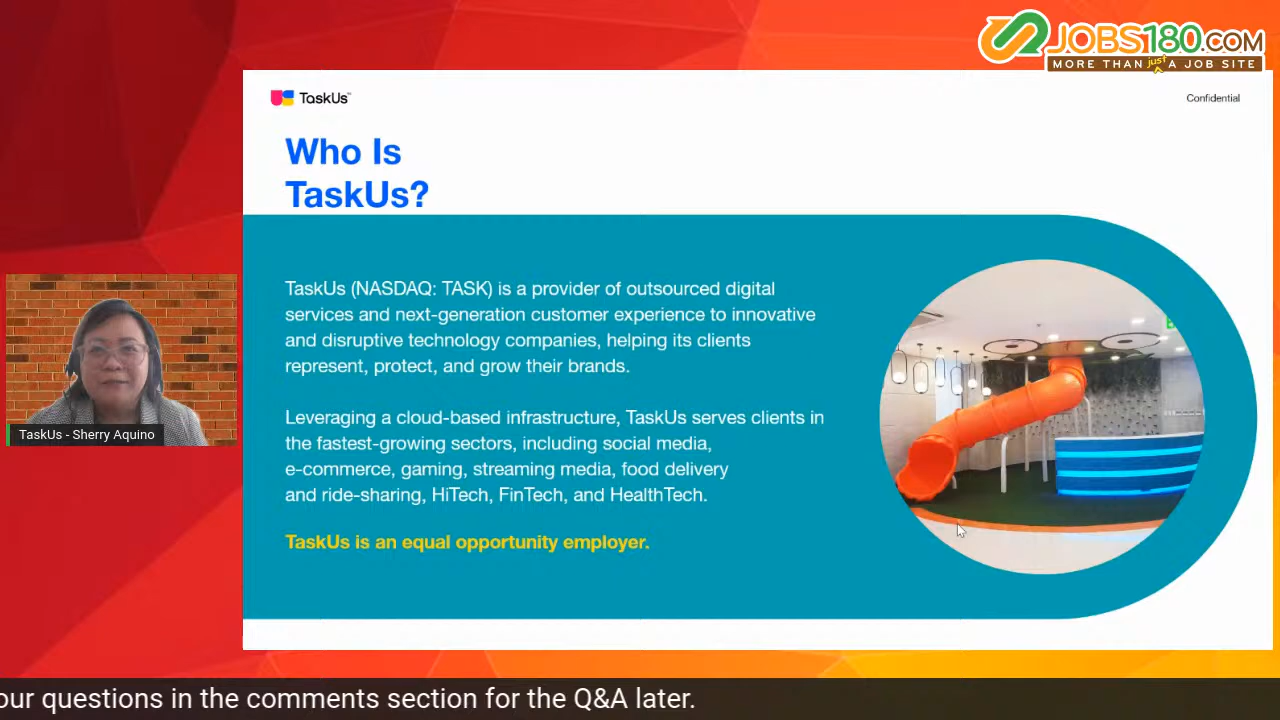 JOBS180.COM
MORE THAN just A JOB SITE
TaskUs
Confidential
Who Is
TaskUs?
TaskUs (NASDAQ: TASK) is a provider of outsourced digital
services and next-generation customer experience to innovative
and disruptive technology companies, helping its clients
represent, protect, and grow their brands.
Leveraging a cloud-based infrastructure, TaskUs serves clients in
the fastest-growing sectors, including social media,
e-commerce, gaming, streaming media, food delivery
and ride-sharing, HiTech, FinTech, and HealthTech.
TaskUs is an equal opportunity employer.
TaskUs - Sherry Aquino
our questions in the comments section for the Q&A later.